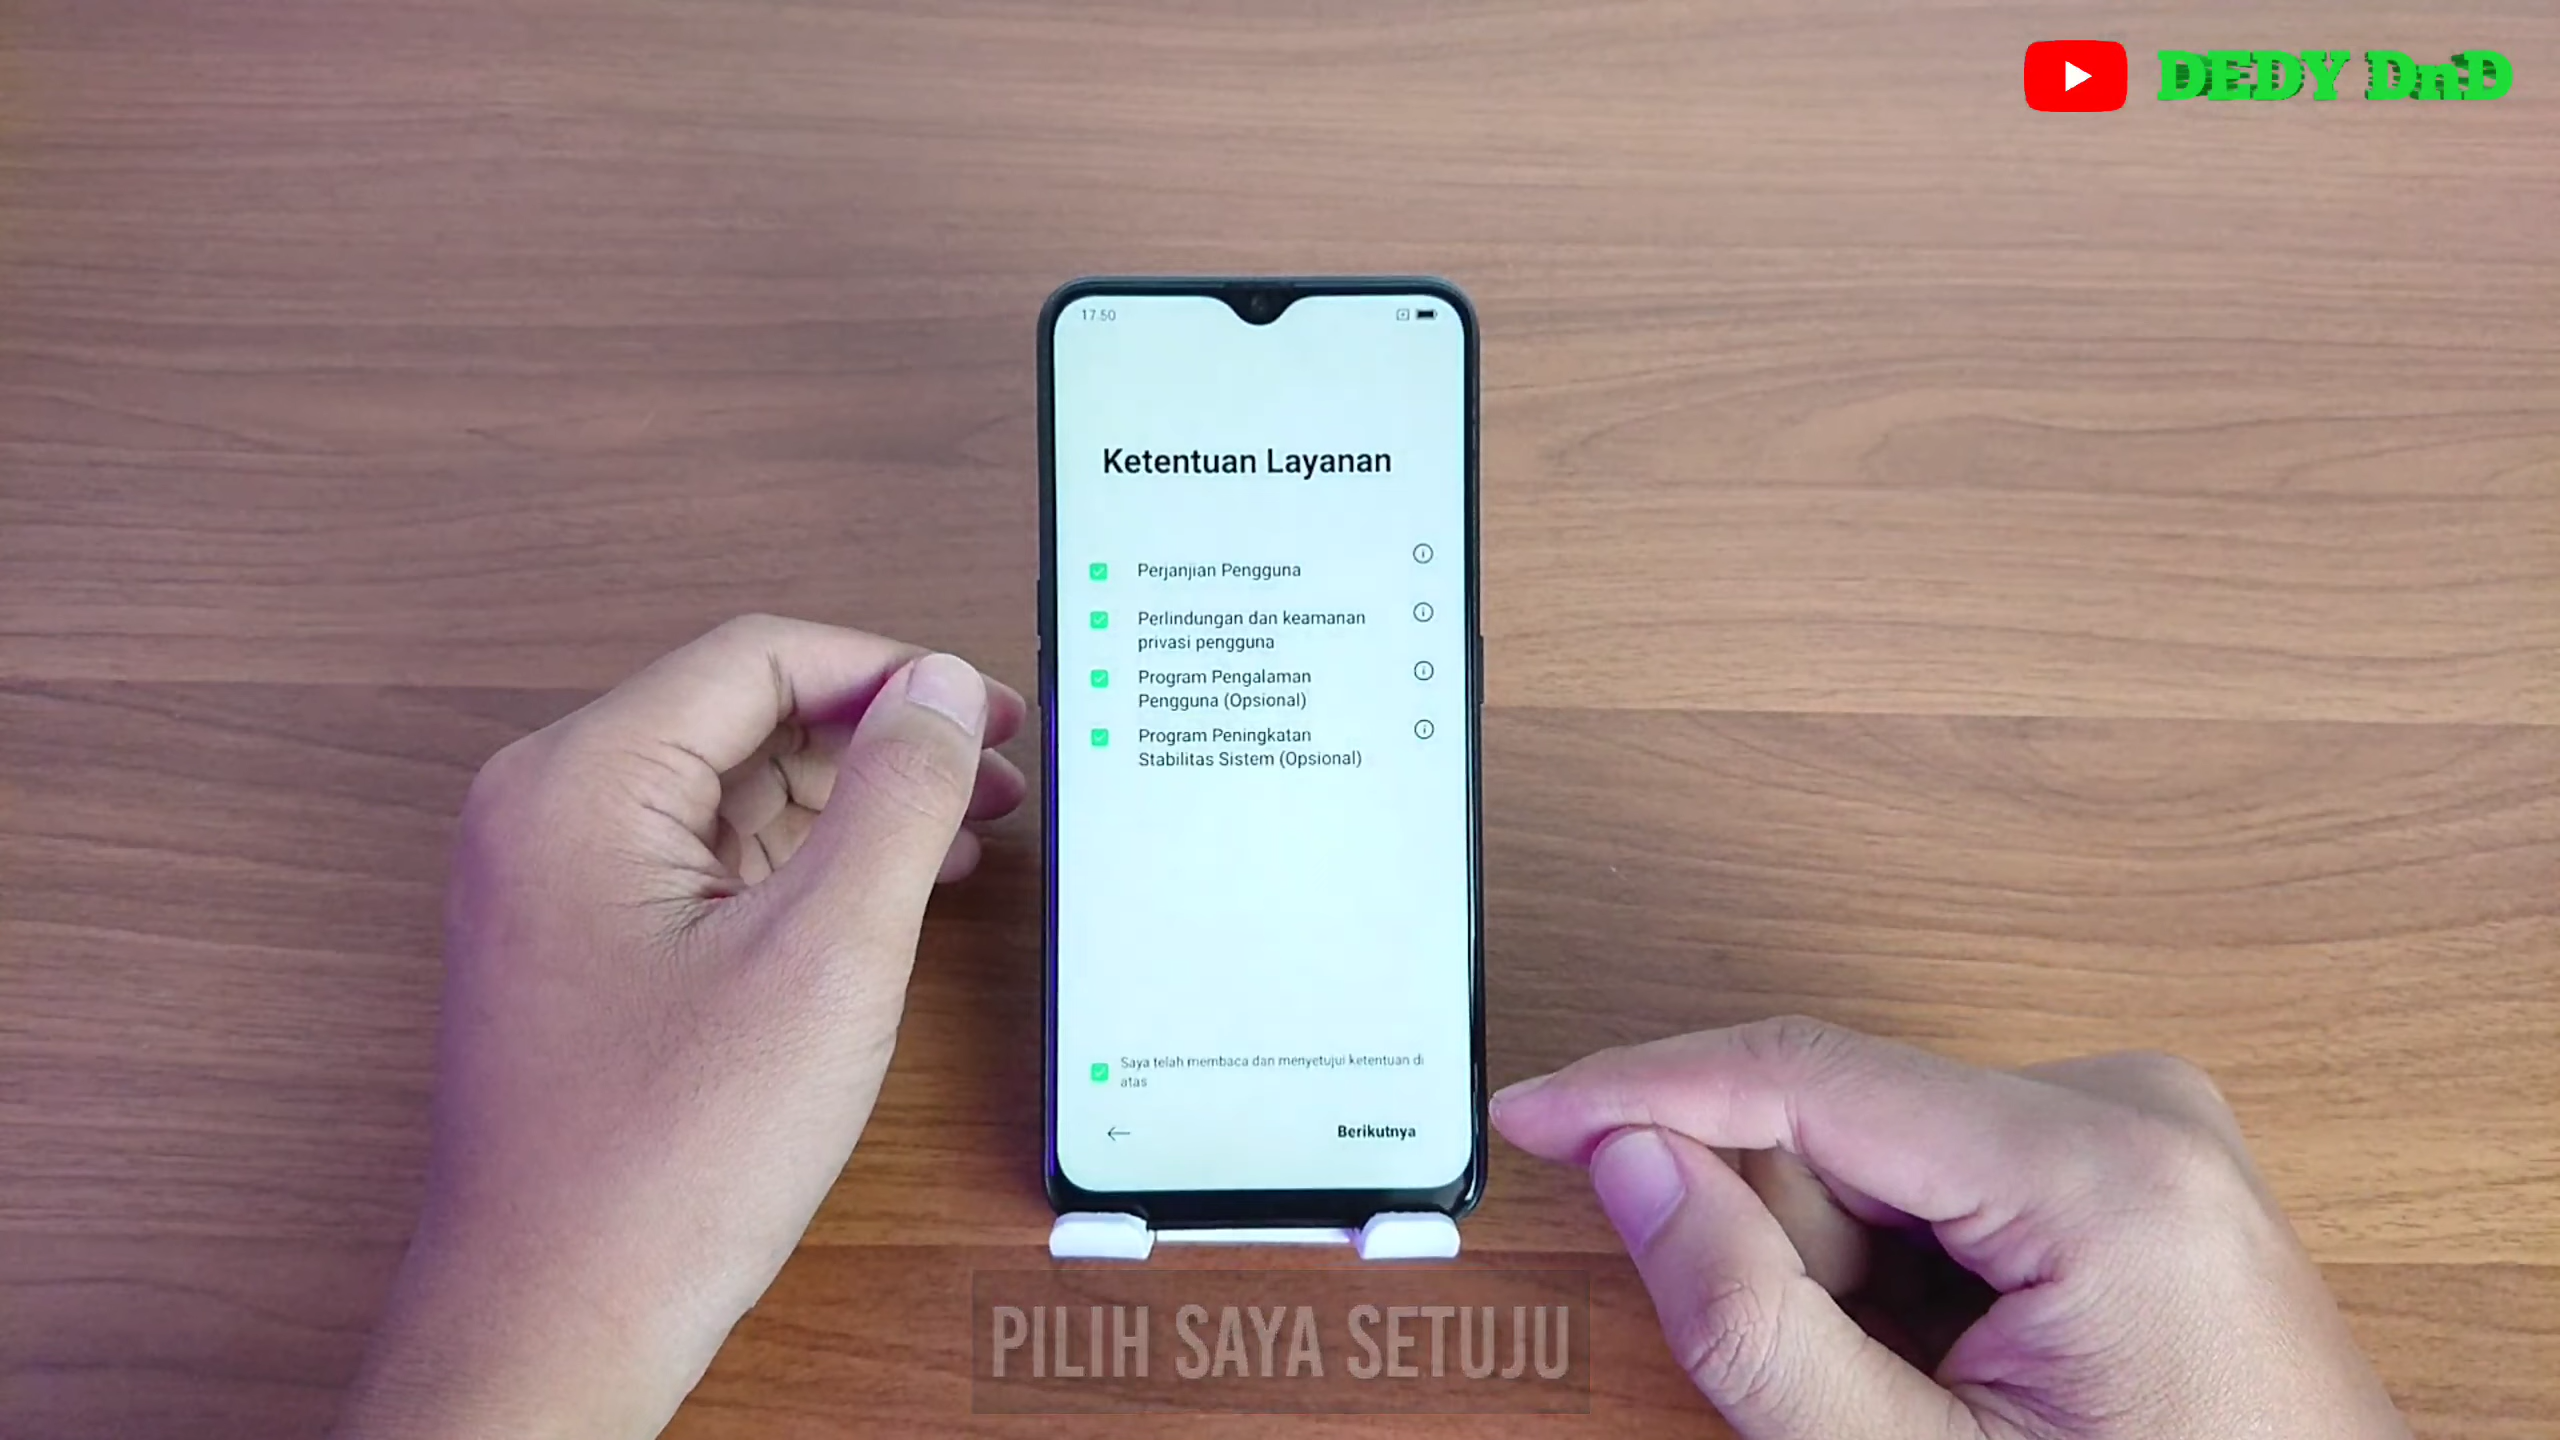 DEDY DnD
17.50
Ketentuan Layanan
Perjanjian Pengguna
Perlindungan dan keamanan
privasi pengguna
Program Pengalaman
Pengguna (Opsional)
Program Peningkatan
Stabilitas Sistem (Opsional)
Saya telah membaca dan menyetujui ketentuan di
atas
Berikutnya
PILIH SAYA SETUJU